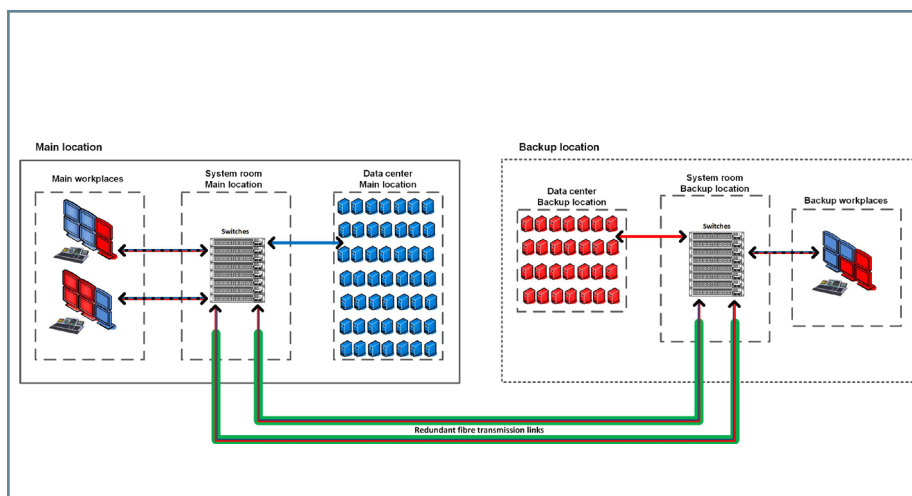 Main location
Main workplaces
System room
Main location
Switches
Data center
Main location
Backup location
Data center
Backup location
System room
Backup location
Switches
Backup workplaces
Redundant fibre transmission links